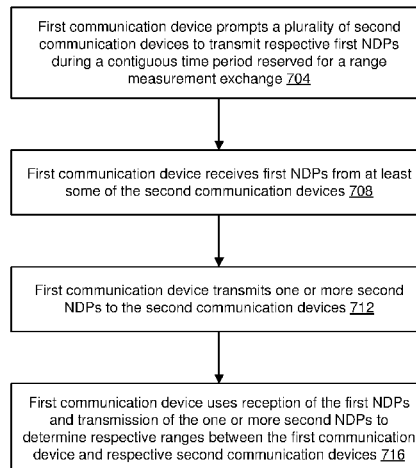 First communication device prompts a plurality of second
communication devices to transmit respective first NDPs
during a contiguous time period reserved for a range
measurement exchange 704
First communication device receives first NDPs from at least
some of the second communication devices 708
First communication device transmits one or more second
NDPs to the second communication devices 712
First communication device uses reception of the first NDPs
and transmission of the one or more second NDPs to
determine respective ranges between the first communication
device and respective second communication devices 716